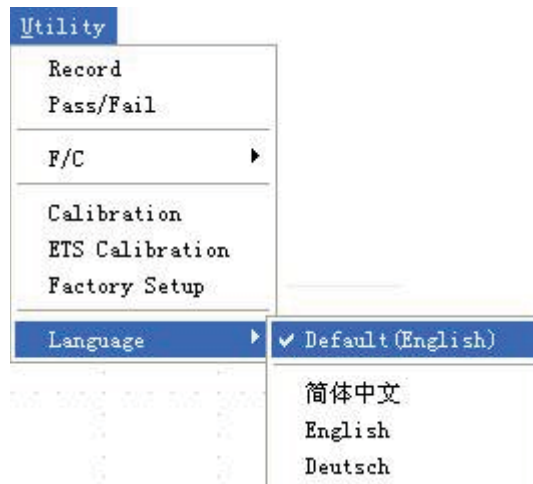 Utility
Record
Pass/Fail
F/C
Calibration
ETS Calibration
Factory Setup
Language
Default(English)
简体中文
English
Deutsch